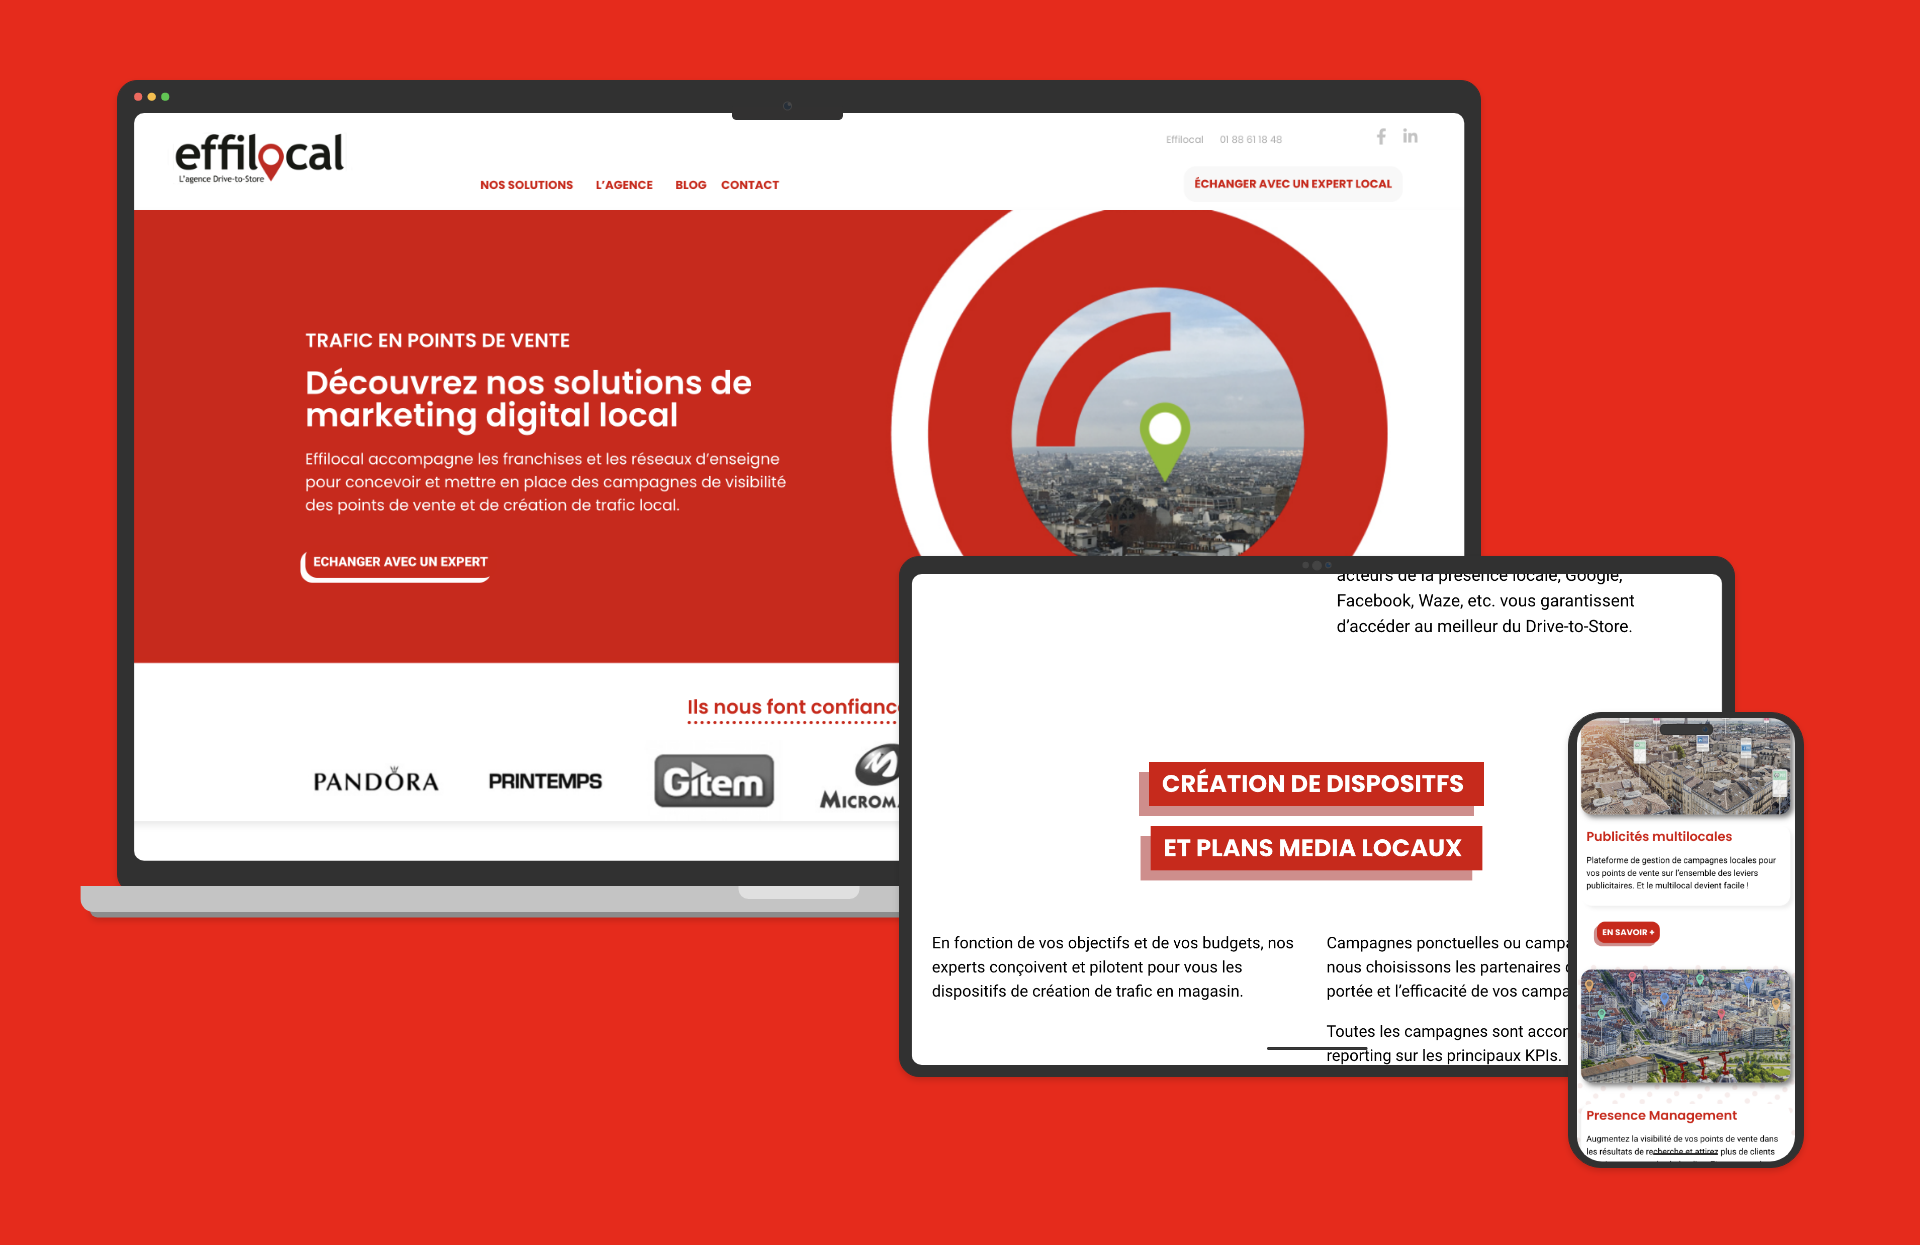 effilocal
L'agence Drive-to-Store
Effilocal 01 88 61 18 48
NOS SOLUTIONS L'AGENCE BLOG CONTACT
ÉCHANGER AVEC UN EXPERT LOCAL
TRAFIC EN POINTS DE VENTE
Découvrez nos solutions de
marketing digital local
Effilocal accompagne les franchises et les réseaux d'enseigne
pour concevoir et mettre en place des campagnes de visibilité
des points de vente et de création de trafic local.
ECHANGER AVEC UN EXPERT
Ils nous font confiance
PANDÖRA PRINTEMPS Gitem MICROM
acteurs de la présence locale, Google,
Facebook, Waze, etc. vous garantissent
d'accéder au meilleur du Drive-to-Store.
CRÉATION DE DISPOSITFS
ET PLANS MEDIA LOCAUX
En fonction de vos objectifs et de vos budgets, nos
experts conçoivent et pilotent pour vous les
dispositifs de création de trafic en magasin.
Campagnes ponctuelles ou camp
nous choisissons les partenaires
portée et l'efficacité de vos campa
Toutes les campagnes sont accor
reporting sur les principaux KPIs.
Publicités multilocales
Plateforme de gestion de campagnes locales pour
vos points de vente sur l'ensemble des leviers
publicitaires. Et le multilocal devient facile !
EN SAVOIR +
Presence Management
Augmentez la visibilité de vos points de vente dans
les résultats de recherche et attirez plus de clients